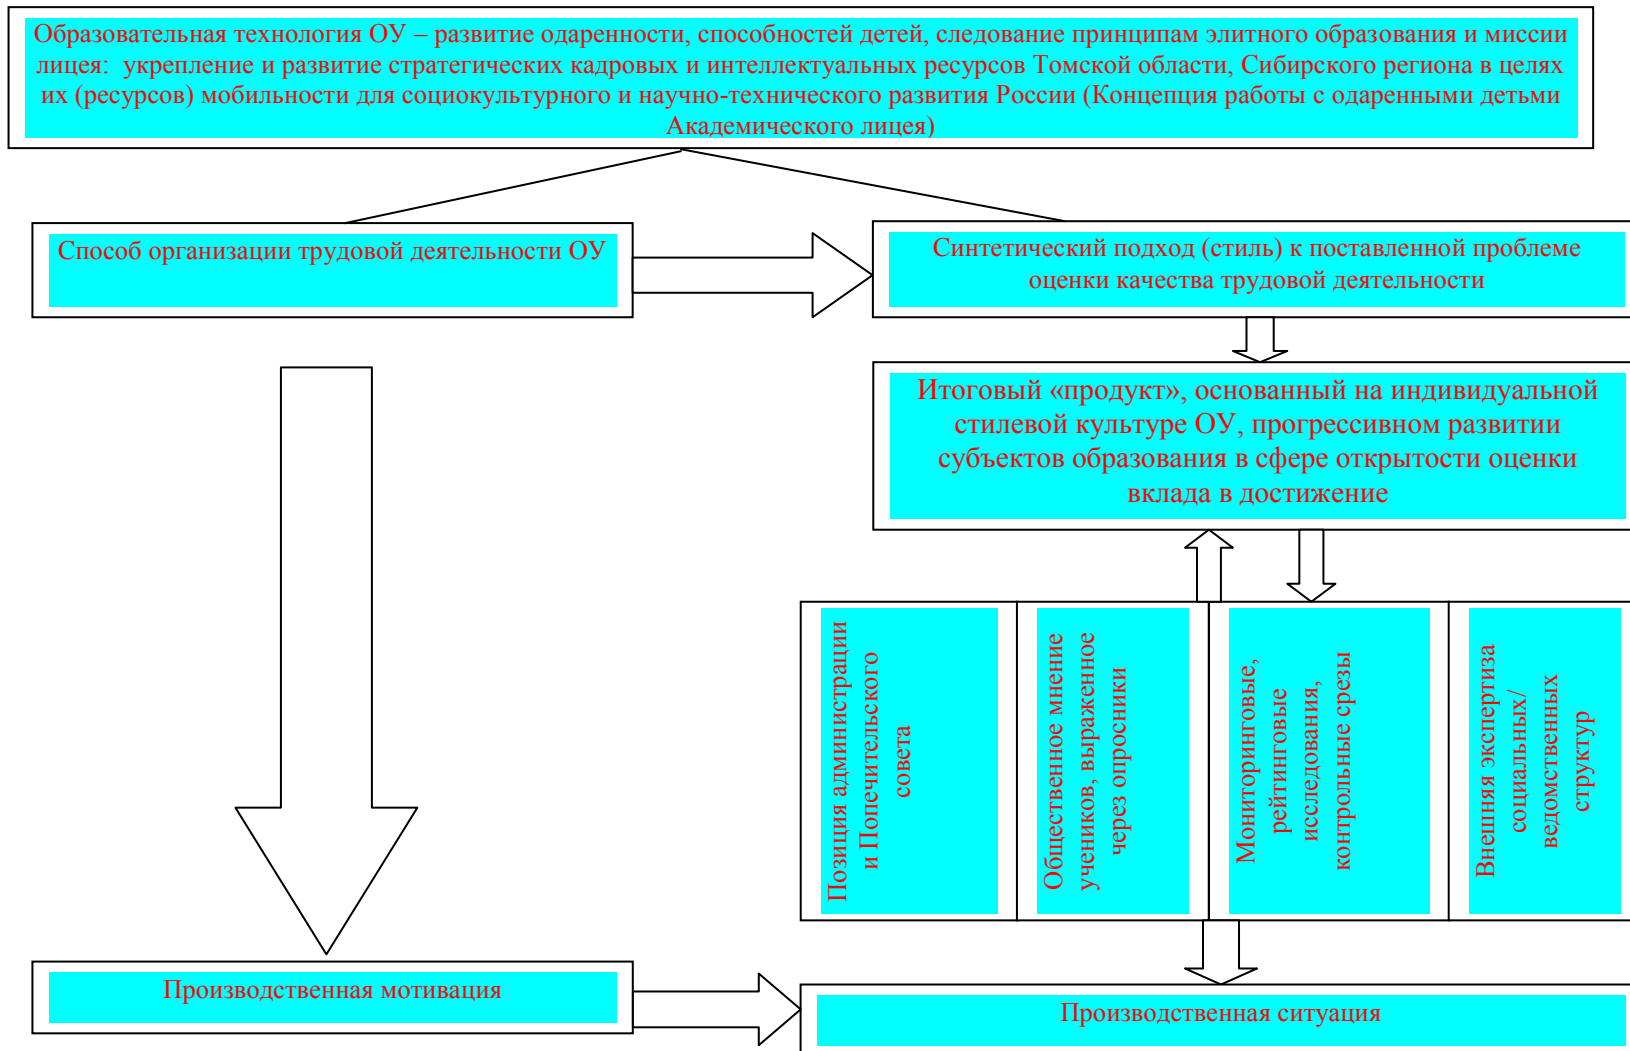 Образовательная технология ОУ – развитие одаренности, способностей детей, следование принципам элитного образования и миссии
лицея: укрепление и развитие стратегических кадровых и интеллектуальных ресурсов Томской области, Сибирского региона в целях
их (ресурсов) мобильности для социокультурного и научно-технического развития России (Концепция работы с одаренными детьми
Академического лицея)
Способ организации трудовой деятельности ОУ
Синтетический подход (стиль) к поставленной проблеме
оценки качества трудовой деятельности
Итоговый «продукт», основанный на индивидуальной
стилевой культуре ОУ, прогрессивном развитии
субъектов образования в сфере открытости оценки
вклада в достижение
Позиция администрации
и Попечительского
совета
Общественное мнение
учеников, выраженное
через опросники
Мониторинговые,
рейтинговые
исследования,
контрольные срезы
Внешняя экспертиза
социальных/
ведомственных
структур
Производственная мотивация
Производственная ситуация